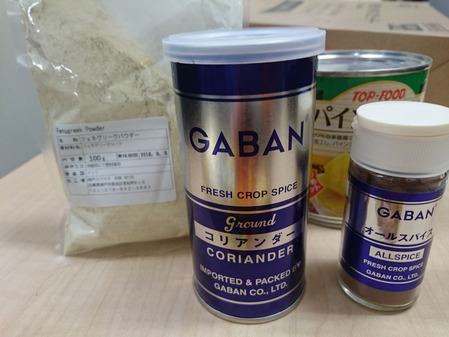 Fenugreek Powder
フェネグリークパウダー
100g
GABAN
FRESH CROP SPICE
Ground
コリアンダー
CORIANDER
IMPORTED & PACKED BY
GABAN CO., LTD.
TOP-FOOD
パイン
GABAN
オールスパイス
ALLSPICE
FRESH CROP SPICE
GABAN CO., LTD.